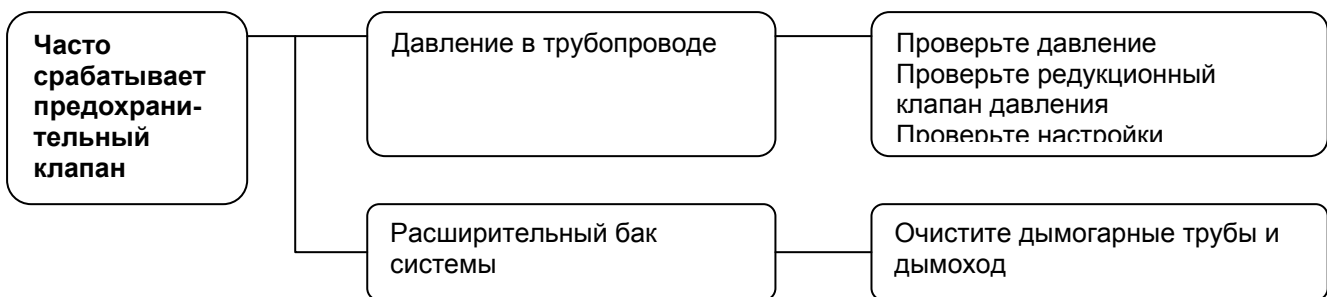 Часто
срабатывает
предохрани-
тельный
клапан
Давление в трубопроводе
Проверьте давление
Проверьте редукционный
клапан давления
Проверьте настройки
Расширительный бак
системы
Очистите дымогарные трубы и
дымоход